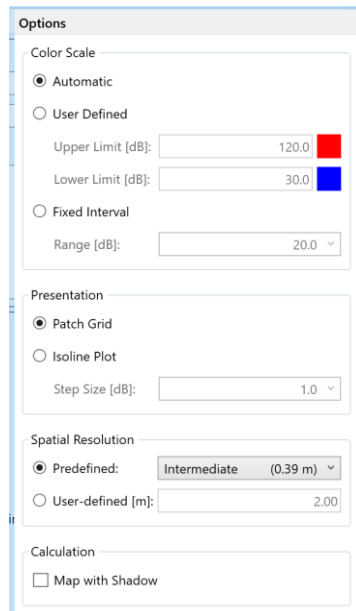 Options
Color Scale
Automatic
User Defined
Upper Limit [dB]: 120.0
Lower Limit [dB]: 30.0
Fixed Interval
Range [dB]: 20.0
Presentation
Patch Grid
Isoline Plot
Step Size [dB]: 1.0
Spatial Resolution
Predefined: Intermediate (0.39 m)
User-defined [m]: 2.00
Calculation
Map with Shadow